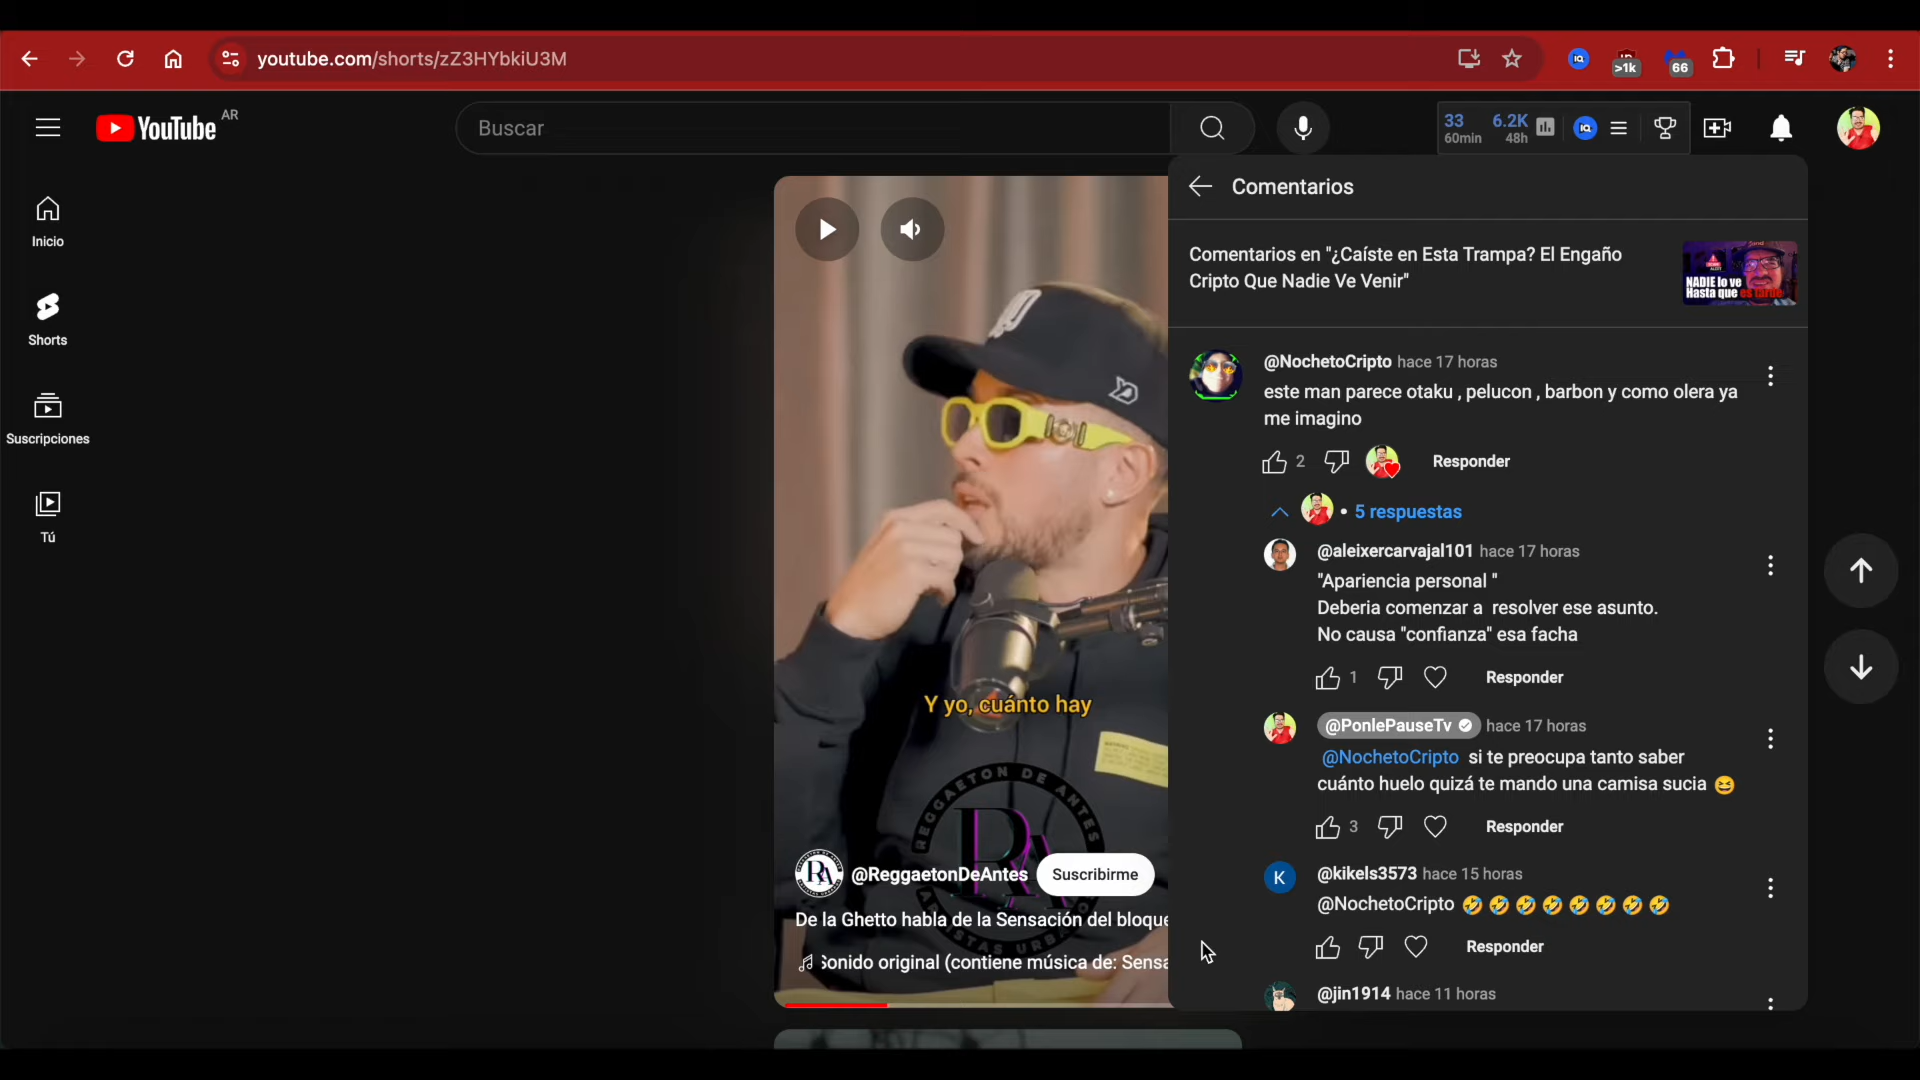 youtube.com/shorts/zZ3HYbkiU3M
>1k
66
YouTube
AR
Buscar
33
60min
6.2K
48h
Inicio
Shorts
Suscripciones
Tú
Y yo, cuánto hay
REGGAETON DE ANTES
RA
@ReggaetonDeAntes
Suscribirme
De la Ghetto habla de la Sensación del bloque
Sonido original (contiene música de: Sensa
Comentarios
Comentarios en "¿Caíste en Esta Trampa? El Engaño
Cripto Que Nadie Ve Venir"
NADIE lo ve
Hasta que es tarde
@NochetoCripto hace 17 horas
este man parece otaku , pelucon , barbon y como olera ya
me imagino
2
Responder
• 5 respuestas
@aleixercarvajal101 hace 17 horas
"Apariencia personal "
Deberia comenzar a resolver ese asunto.
No causa "confianza" esa facha
1
Responder
@PonlePauseTv hace 17 horas
@NochetoCripto si te preocupa tanto saber
cuánto huelo quizá te mando una camisa sucia 😆
3
Responder
K
@kikels3573 hace 15 horas
@NochetoCripto 🤣🤣🤣🤣🤣🤣🤣🤣
Responder
@jin1914 hace 11 horas